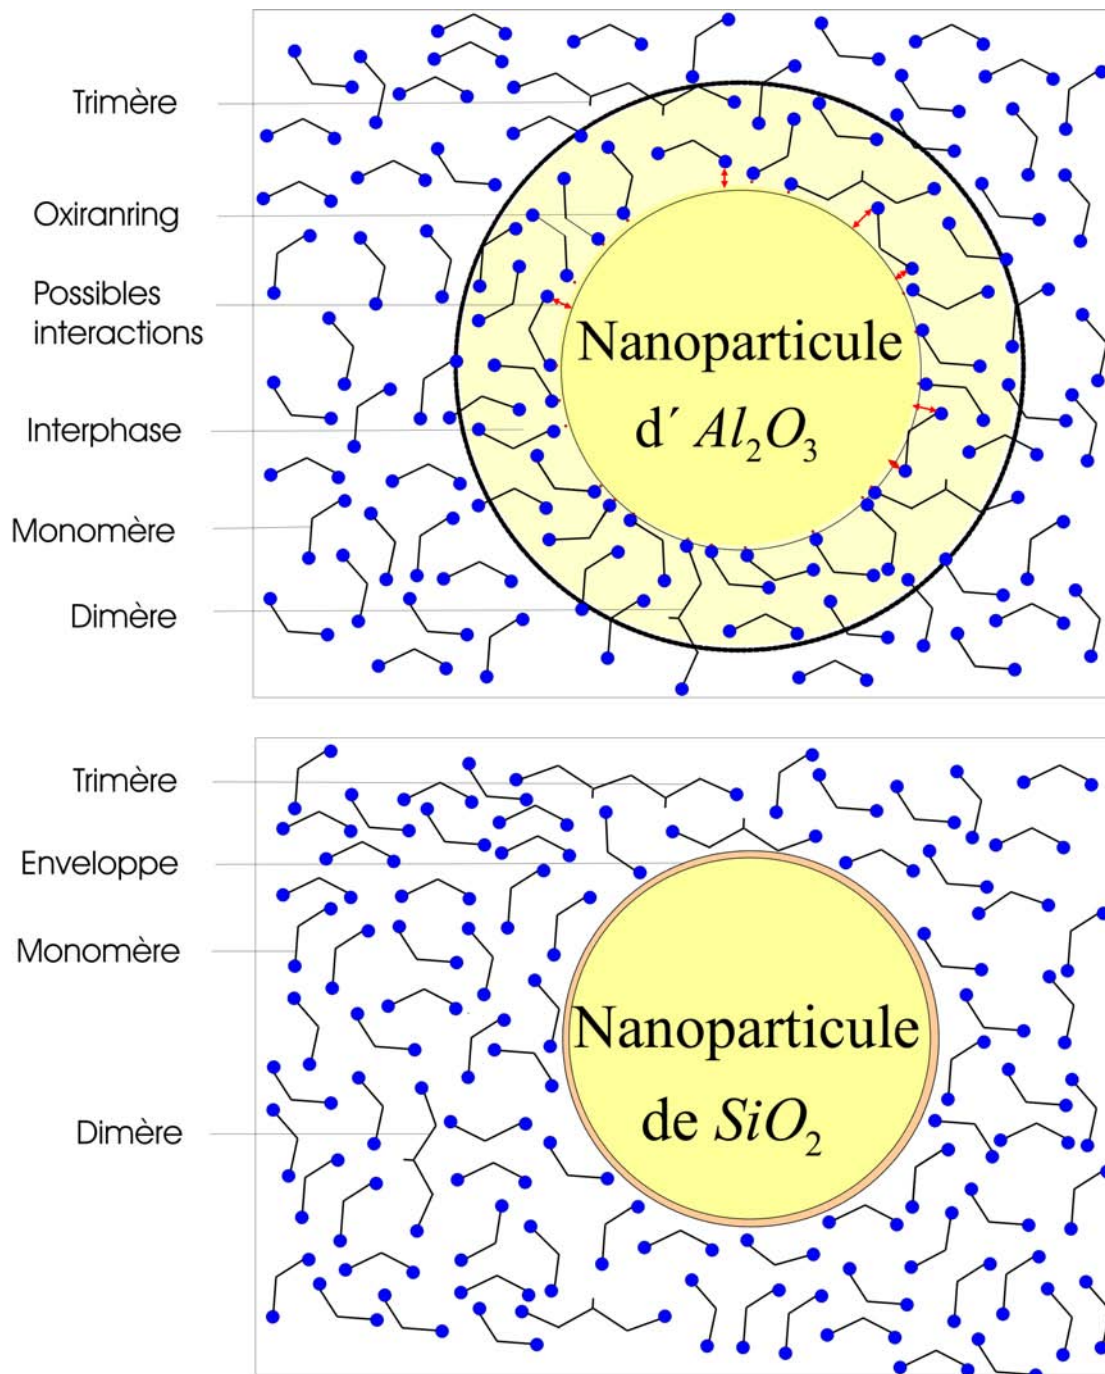 Trimère
Oxiranring
Possibles
interactions
Interphase
Monomère
Dimère
Nanoparticule
d´ Al₂O₃
Trimère
Enveloppe
Monomère
Dimère
Nanoparticule
de SiO₂